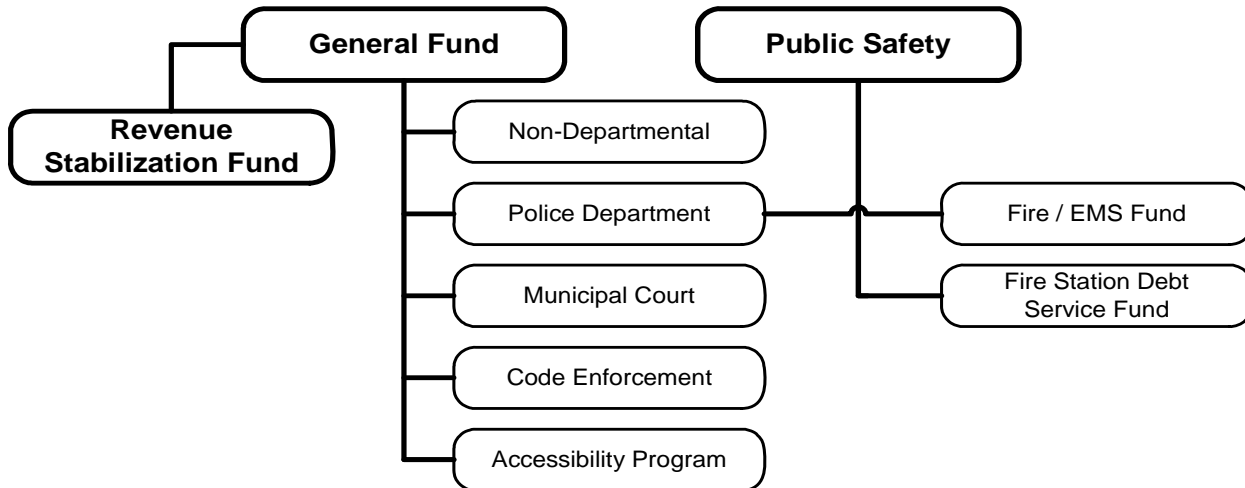 General Fund
Public Safety
Revenue
Stabilization Fund
Non-Departmental
Police Department
Fire / EMS Fund
Municipal Court
Fire Station Debt
Service Fund
Code Enforcement
Accessibility Program